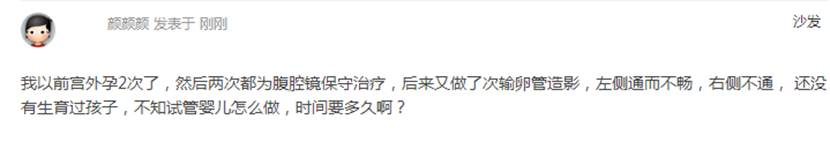 颜颜颜 发表于 刚刚
沙发
我以前宫外孕2次了，然后两次都为腹腔镜保守治疗，后来又做了次输卵管造影，左侧通而不畅，右侧不通， 还没
有生育过孩子，不知试管婴儿怎么做，时间要多久啊？